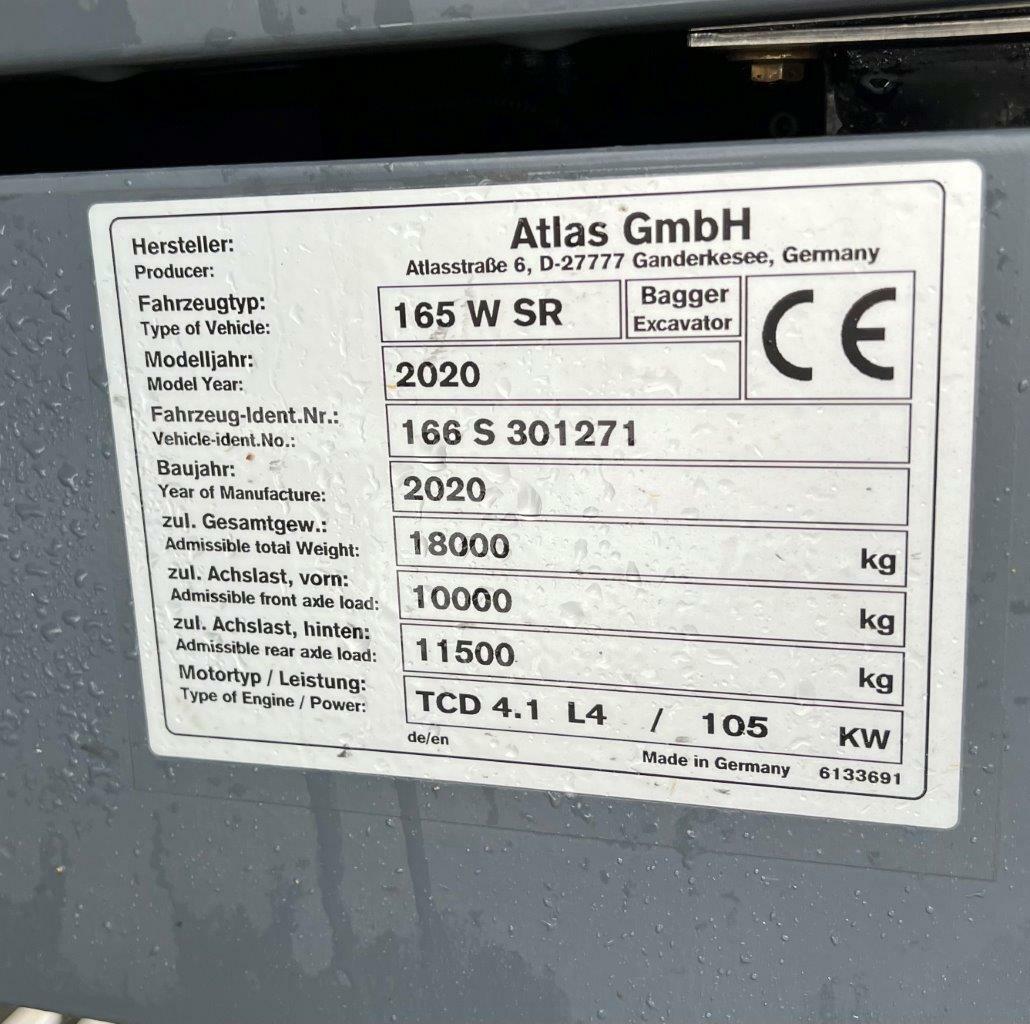 Hersteller:
Producer:
Atlas GmbH
Atlasstraße 6, D-27777 Ganderkesee, Germany
Fahrzeugtyp:
Type of Vehicle:
165 W SR
Bagger
Excavator
CE
Modelljahr:
Model Year:
2020
Fahrzeug-Ident.Nr.:
Vehicle-ident.No.:
166 S 301271
Baujahr:
Year of Manufacture:
2020
zul. Gesamtgew.:
Admissible total Weight:
18000 kg
zul. Achslast, vorn:
Admissible front axle load:
10000 kg
zul. Achslast, hinten:
Admissible rear axle load:
11500 kg
Motortyp / Leistung:
Type of Engine / Power:
TCD 4.1 L4 / 105 KW
de/en
Made in Germany 6133691